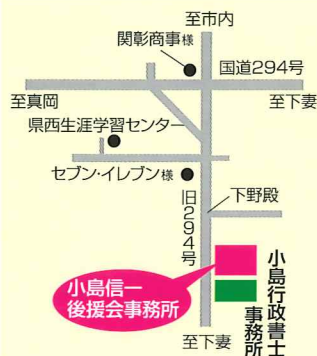 至市内
関彰商事様
国道294号
至真岡
至下妻
県西生涯学習センター
セブン・イレブン様
旧294号
下野殿
小島信一
後援会事務所
小島行政書士
事務所
至下妻